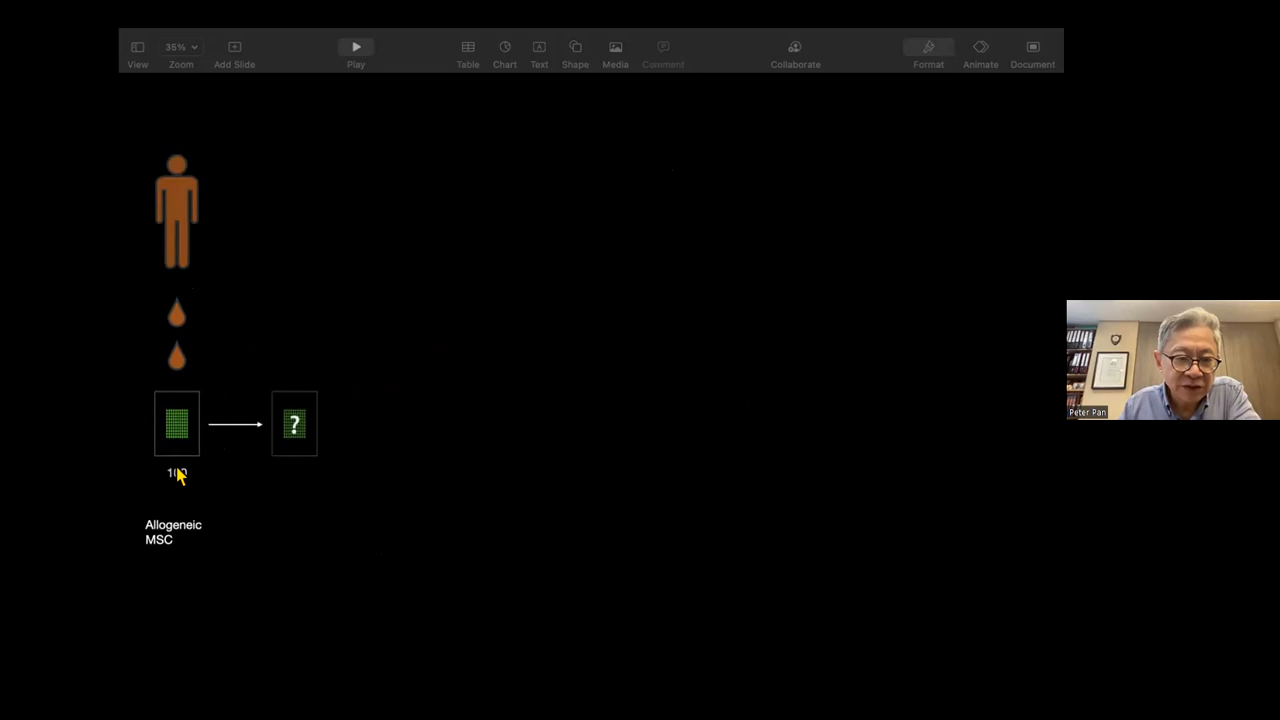 35%
View
Zoom
Add Slide
Play
Table
Chart
Text
Shape
Media
Comment
Collaborate
Format
Animate
Document
?
Allogeneic
MSC
Peter Pan